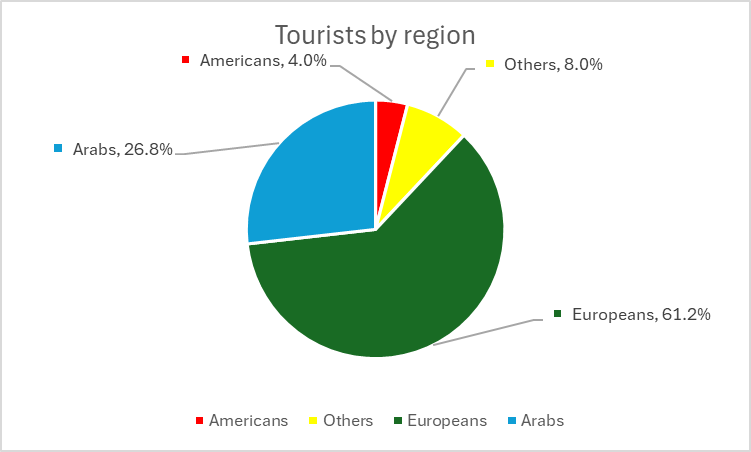 Tourists by region
Americans, 4.0%
Others, 8.0%
Arabs, 26.8%
Europeans, 61.2%
Americans Others Europeans Arabs